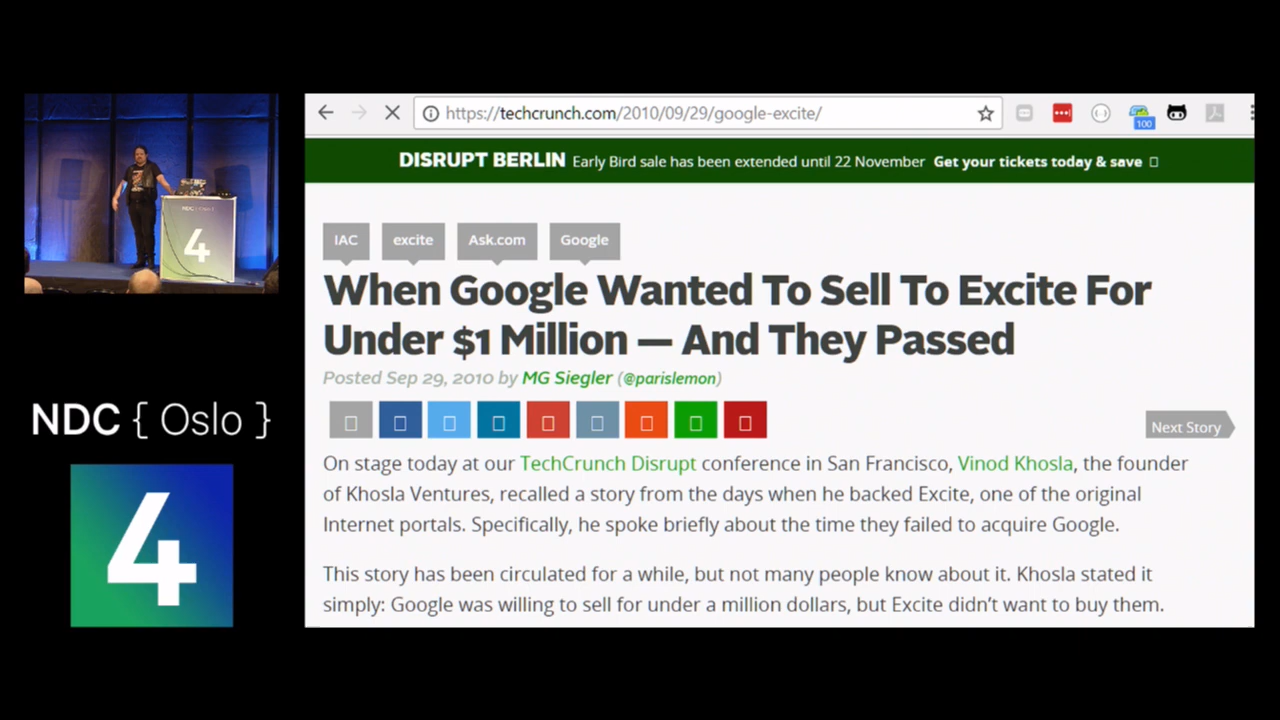 https://techcrunch.com/2010/09/29/google-excite/
100
DISRUPT BERLIN Early Bird sale has been extended until 22 November Get your tickets today & save
IAC excite Ask.com Google
When Google Wanted To Sell To Excite For
Under $1 Million — And They Passed
Posted Sep 29, 2010 by MG Siegler (@parislemon)
Next Story
On stage today at our TechCrunch Disrupt conference in San Francisco, Vinod Khosla, the founder
of Khosla Ventures, recalled a story from the days when he backed Excite, one of the original
Internet portals. Specifically, he spoke briefly about the time they failed to acquire Google.
This story has been circulated for a while, but not many people know about it. Khosla stated it
simply: Google was willing to sell for under a million dollars, but Excite didn't want to buy them.
4
NDC { Oslo }
4